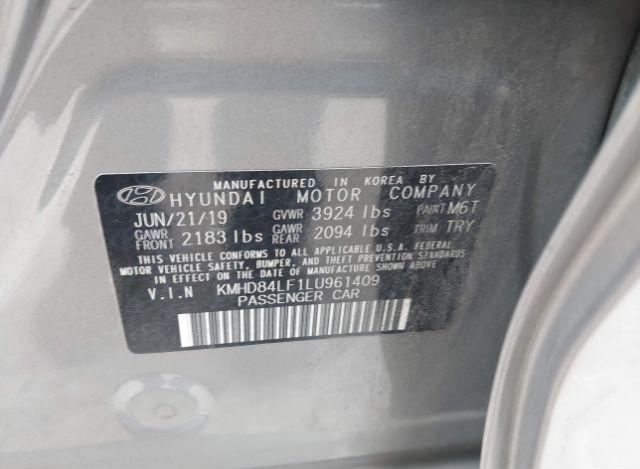 MANUFACTURED IN KOREA BY
HYUNDAI MOTOR COMPANY
JUN/21/19 GVWR 3924 lbs PAINT M6T
GAWR FRONT 2183 lbs GAWR REAR 2094 lbs TRIM TRY
THIS VEHICLE CONFORMS TO ALL APPLICABLE U.S.A. FEDERAL
MOTOR VEHICLE SAFETY, BUMPER, AND THEFT PREVENTION STANDARDS
IN EFFECT ON THE DATE OF MANUFACTURE SHOWN ABOVE
V.I.N KMHD84LF1LU961409
PASSENGER CAR